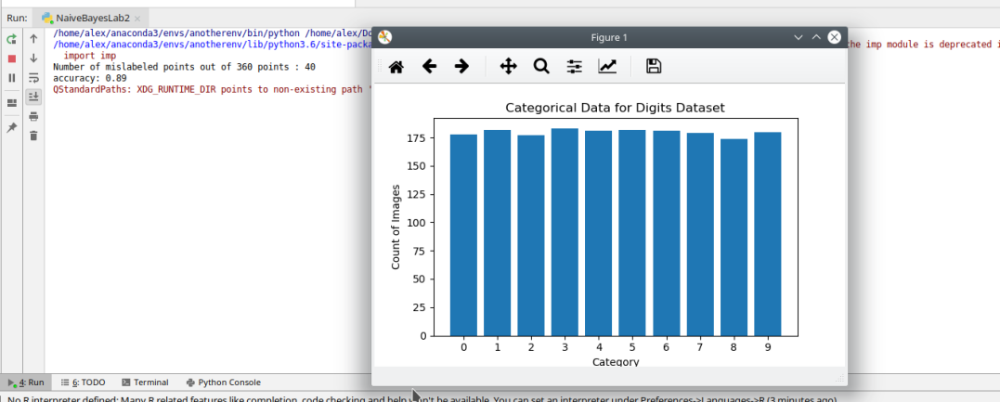 Run: NaiveBayesLab2
/home/alex/anaconda3/envs/anotherenv/bin/python /home/alex/Do
/home/alex/anaconda3/envs/anotherenv/lib/python3.6/site-packa
the imp module is deprecated i
import imp
Number of mislabeled points out of 360 points : 40
accuracy: 0.89
QStandardPaths: XDG_RUNTIME_DIR points to non-existing path '
Figure 1
Categorical Data for Digits Dataset
Count of Images
175
150
125
100
75
50
25
0
0 1 2 3 4 5 6 7 8 9
Category
4: Run 6: TODO Terminal Python Console
No R interpreter defined: Many R related features like completion, code checking and help won't be available. You can set an interpreter under Preferences->Languages->R (3 minutes ago)